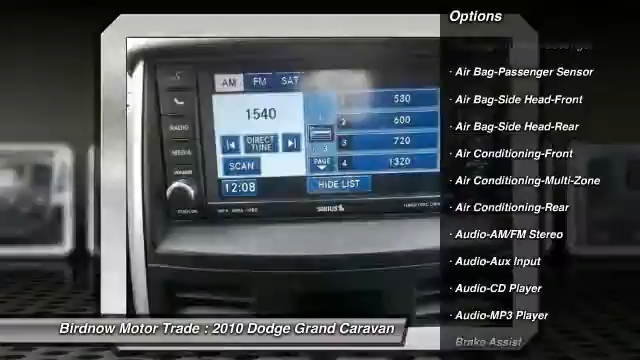 Options
· Air Bag-Passenger Sensor
· Air Bag-Side Head-Front
· Air Bag-Side Head-Rear
· Air Conditioning-Front
· Air Conditioning-Multi-Zone
· Air Conditioning-Rear
· Audio-AM/FM Stereo
· Audio-Aux Input
· Audio-CD Player
· Audio-MP3 Player
Brake Assist
AM FM SAT
1540
DIRECT TUNE
SCAN
12:08
1 530
2 600
3 720
4 1320
PAGE
HIDE LIST
RADIO
MEDIA
SIRIUS
Birdnow Motor Trade : 2010 Dodge Grand Caravan